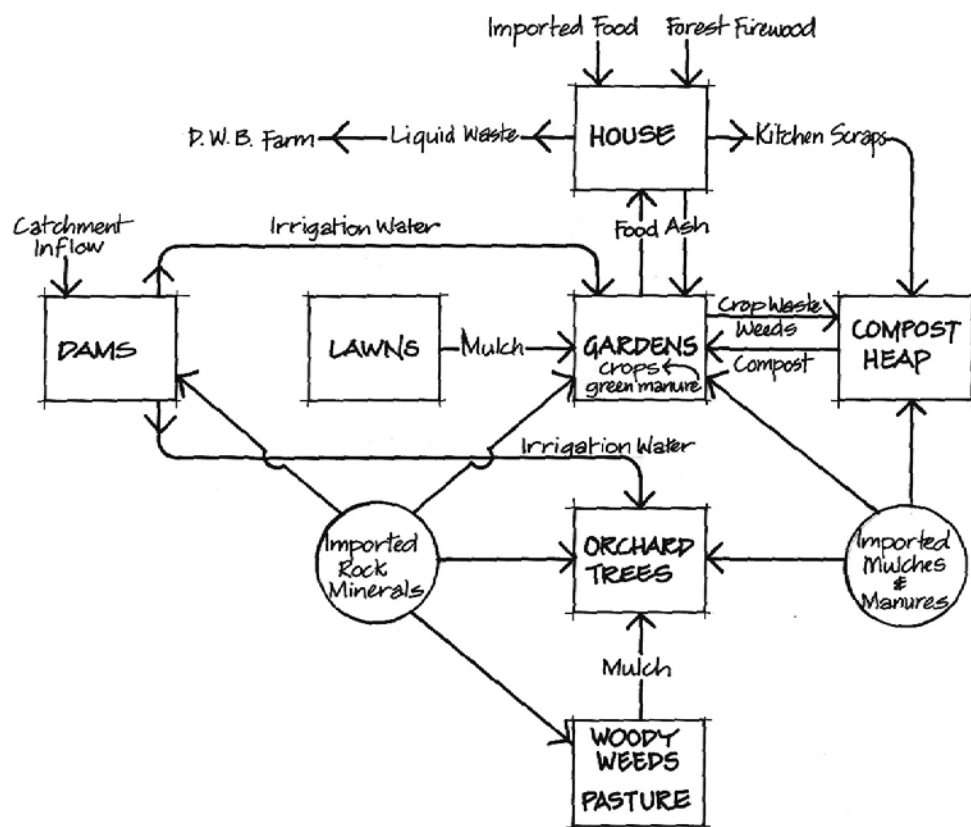 Imported Food
Forest Firewood
HOUSE
D.W.B. Farm
Liquid Waste
Kitchen Scraps
Catchment
Inflow
Irrigation Water
Food
Ash
DAMS
LAWNS
Mulch
GARDENS
crops
green manure
Crop Waste
Weeds
Compost
COMPOST
HEAP
Irrigation Water
Imported
Rock
Minerals
ORCHARD
TREES
Imported
Mulches
&
Manures
Mulch
WOODY
WEEDS
PASTURE